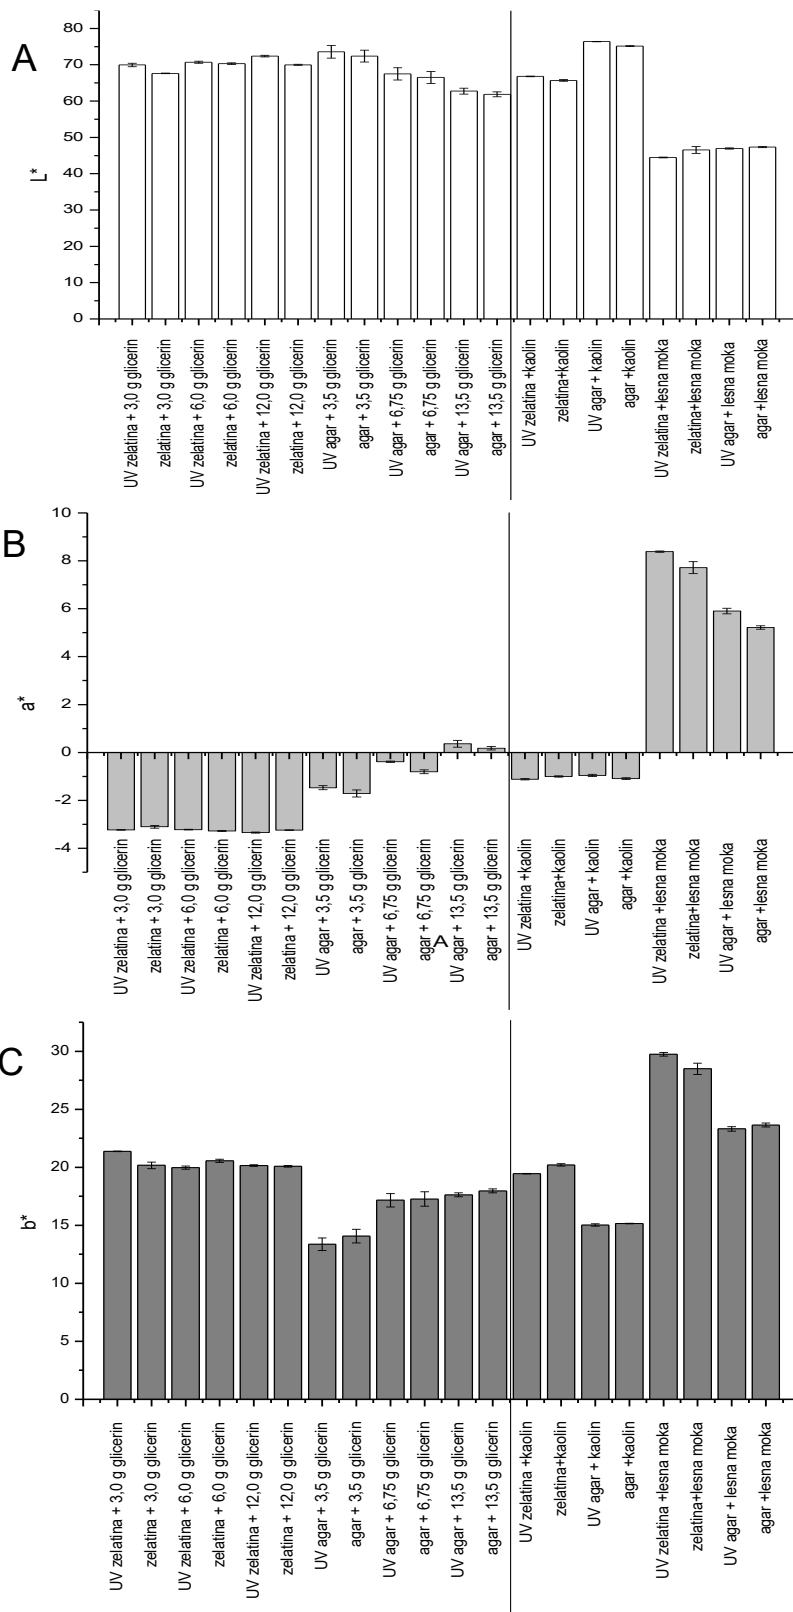 A
80
70
60
50
40
30
20
10
0
L*
UV zelatina + 3,0 g glicerin
zelatina + 3,0 g glicerin
UV zelatina + 6,0 g glicerin
zelatina + 6,0 g glicerin
UV zelatina + 12,0 g glicerin
zelatina + 12,0 g glicerin
UV agar + 3,5 g glicerin
agar + 3,5 g glicerin
UV agar + 6,75 g glicerin
agar + 6,75 g glicerin
UV agar + 13,5 g glicerin
agar + 13,5 g glicerin
UV zelatina +kaolin
zelatina+kaolin
UV agar + kaolin
agar +kaolin
UV zelatina+lesna moka
zelatina+lesna moka
UV agar + lesna moka
agar +lesna moka
B
10
8
6
4
2
0
-2
-4
a*
UV zelatina + 3,0 g glicerin
zelatina + 3,0 g glicerin
UV zelatina + 6,0 g glicerin
zelatina + 6,0 g glicerin
UV zelatina + 12,0 g glicerin
zelatina + 12,0 g glicerin
UV agar + 3,5 g glicerin
agar + 3,5 g glicerin
UV agar + 6,75 g glicerin
agar + 6,75 g glicerin
UV agar + 13,5 g glicerin
agar + 13,5 g glicerin
UV zelatina +kaolin
zelatina+kaolin
UV agar + kaolin
agar +kaolin
UV zelatina+lesna moka
zelatina+lesna moka
UV agar + lesna moka
agar +lesna moka
A
C
30
25
20
15
10
5
0
b*
UV zelatina + 3,0 g glicerin
zelatina + 3,0 g glicerin
UV zelatina + 6,0 g glicerin
zelatina + 6,0 g glicerin
UV zelatina + 12,0 g glicerin
zelatina + 12,0 g glicerin
UV agar + 3,5 g glicerin
agar + 3,5 g glicerin
UV agar + 6,75 g glicerin
agar + 6,75 g glicerin
UV agar + 13,5 g glicerin
agar + 13,5 g glicerin
UV zelatina +kaolin
zelatina+kaolin
UV agar + kaolin
agar +kaolin
UV zelatina+lesna moka
zelatina+lesna moka
UV agar + lesna moka
agar +lesna moka